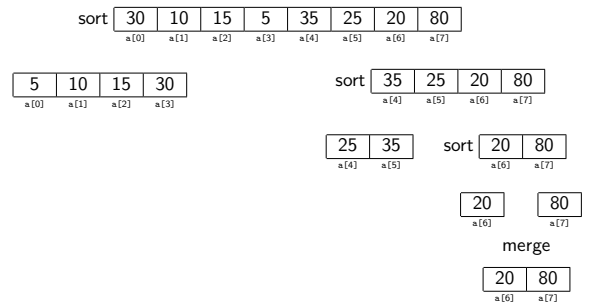 sort 30 10 15 5 35 25 20 80
a[0] a[1] a[2] a[3] a[4] a[5] a[6] a[7]
5 10 15 30 sort 35 25 20 80
a[0] a[1] a[2] a[3] a[4] a[5] a[6] a[7]
25 35 sort 20 80
a[4] a[5] a[6] a[7]
20 80
a[6] a[7]
merge
20 80
a[6] a[7]